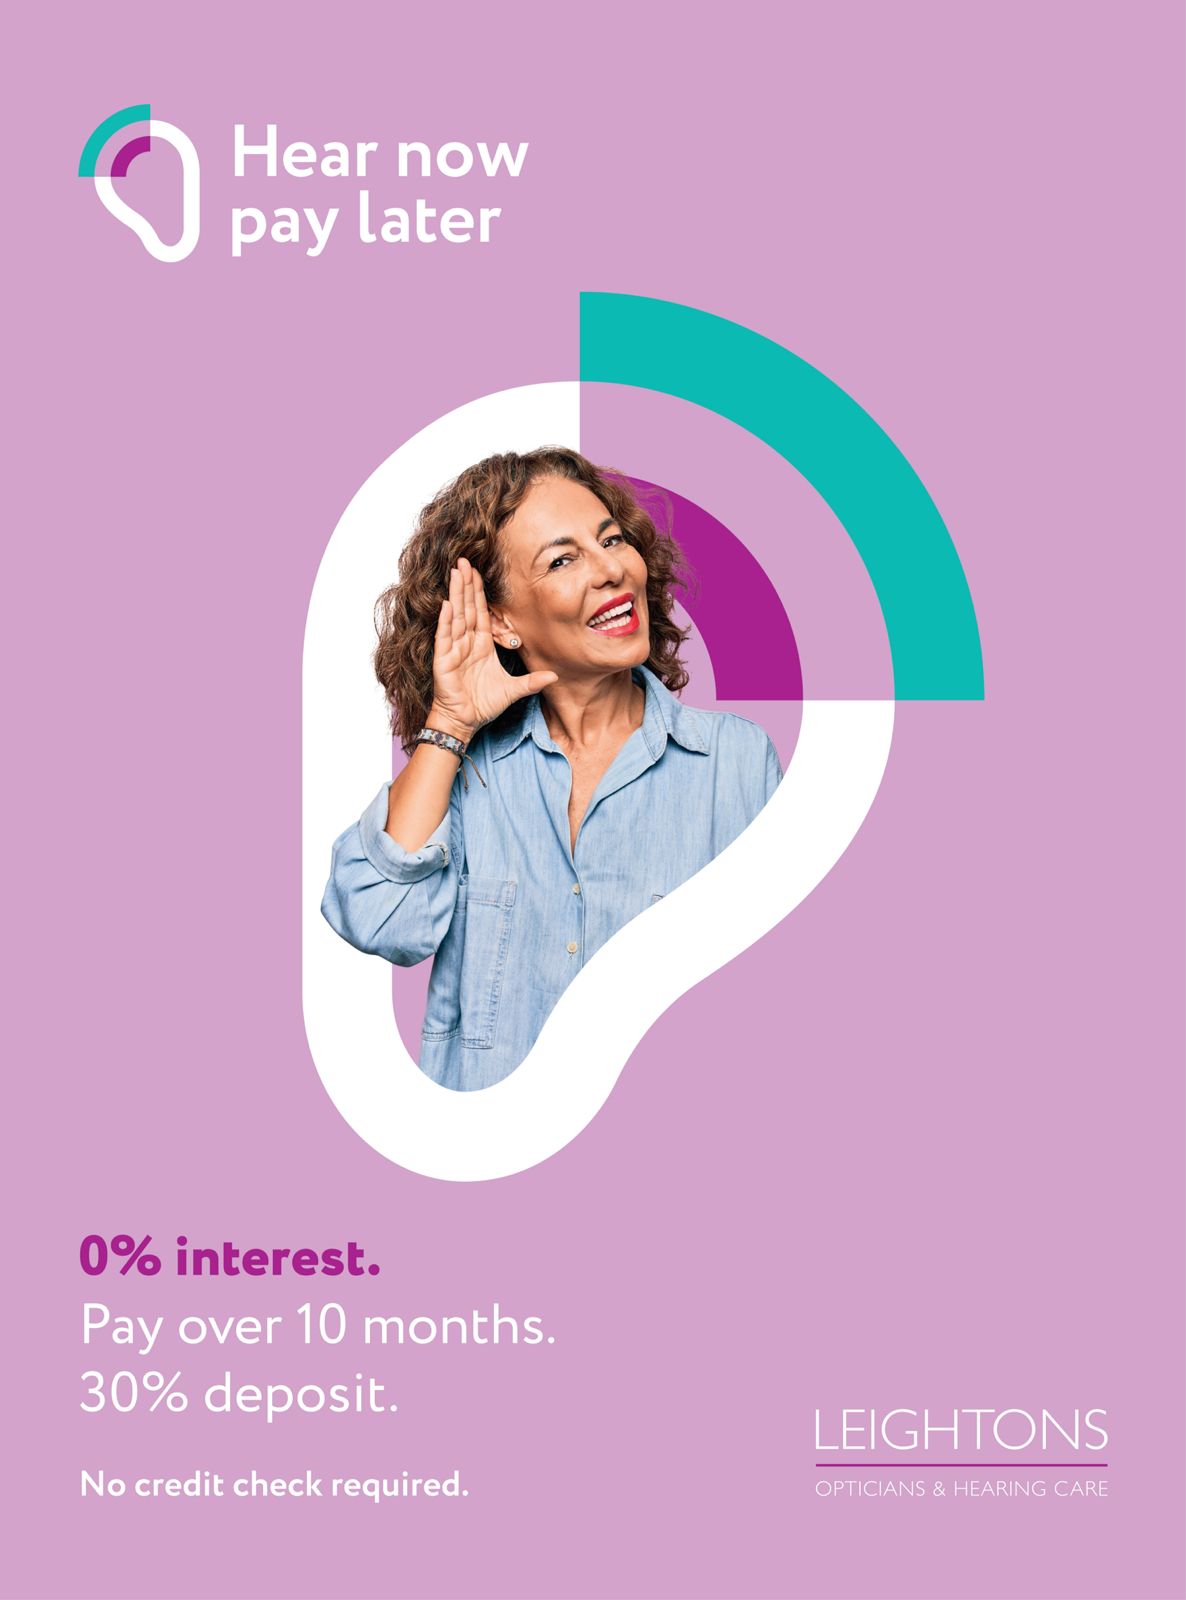 Hear now
pay later
0% interest.
Pay over 10 months.
30% deposit.
No credit check required.
LEIGHTONS
OPTICIANS & HEARING CARE